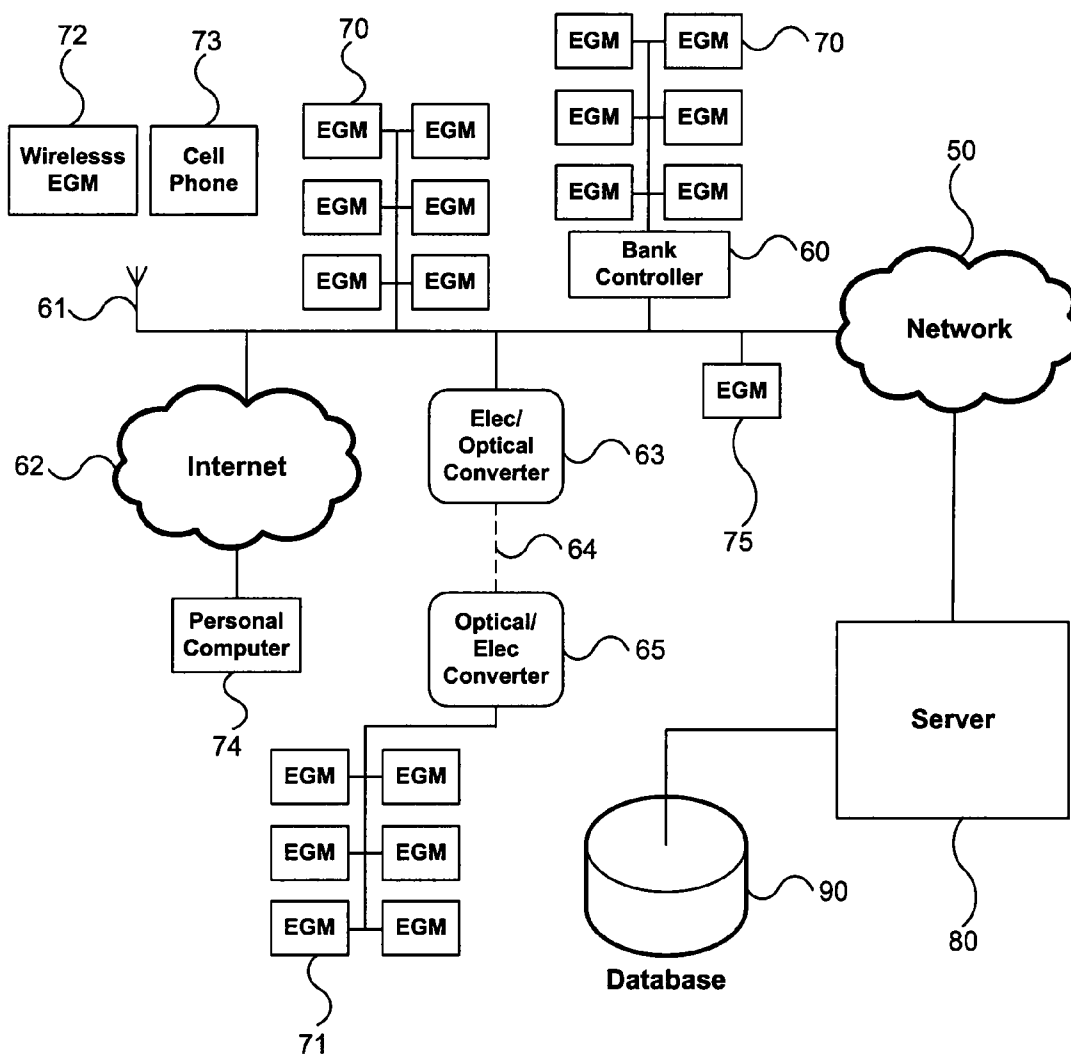 72
73
70
EGM
EGM
70
Wirelesss
EGM
Cell
Phone
EGM
EGM
EGM
EGM
50
EGM
EGM
EGM
EGM
Bank
Controller
60
EGM
EGM
61
Network
EGM
Elec/
Optical
Converter
63
62
Internet
75
64
Personal
Computer
Optical/
Elec
Converter
65
74
Server
EGM
EGM
EGM
EGM
90
EGM
EGM
80
Database
71